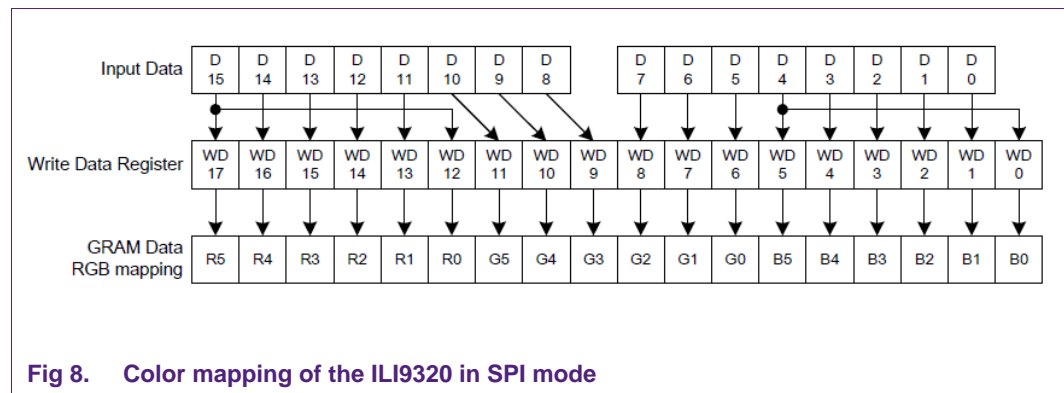 Input Data D 15 D 14 D 13 D 12 D 11 D 10 D 9 D 8 D 7 D 6 D 5 D 4 D 3 D 2 D 1 D 0
Write Data Register WD 17 WD 16 WD 15 WD 14 WD 13 WD 12 WD 11 WD 10 WD 9 WD 8 WD 7 WD 6 WD 5 WD 4 WD 3 WD 2 WD 1 WD 0
GRAM Data
RGB mapping R5 R4 R3 R2 R1 R0 G5 G4 G3 G2 G1 G0 B5 B4 B3 B2 B1 B0
Fig 8. Color mapping of the ILI9320 in SPI mode